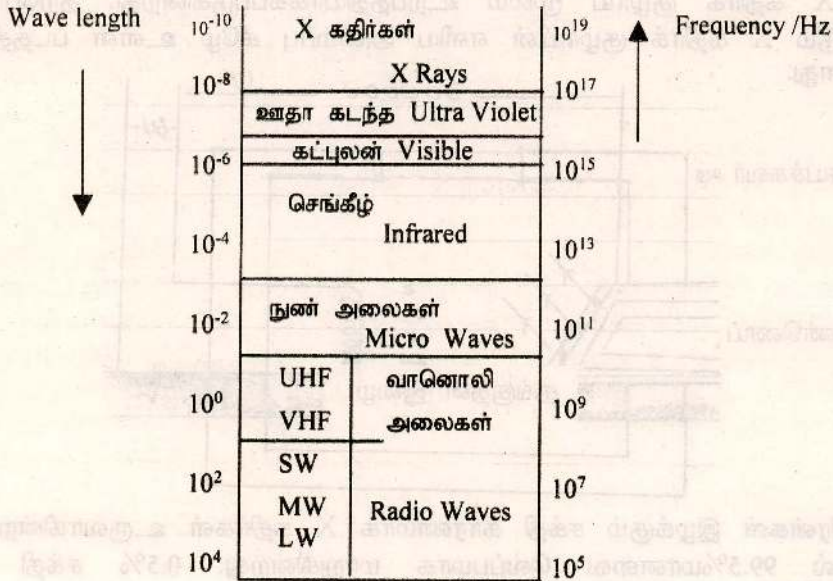 Wave length
Frequency /Hz
10⁻¹⁰ X கதிர்கள் 10¹⁹
X Rays
10⁻⁸ 10¹⁷
ஊதா கடந்த Ultra Violet
கட்புலன் Visible
10⁻⁶ 10¹⁵
செங்கீழ்
Infrared
10⁻⁴ 10¹³
நுண் அலைகள்
10⁻² 10¹¹
Micro Waves
UHF வானொலி
10⁰ 10⁹
VHF அலைகள்
SW
10² 10⁷
MW Radio Waves
LW
10⁴ 10⁵